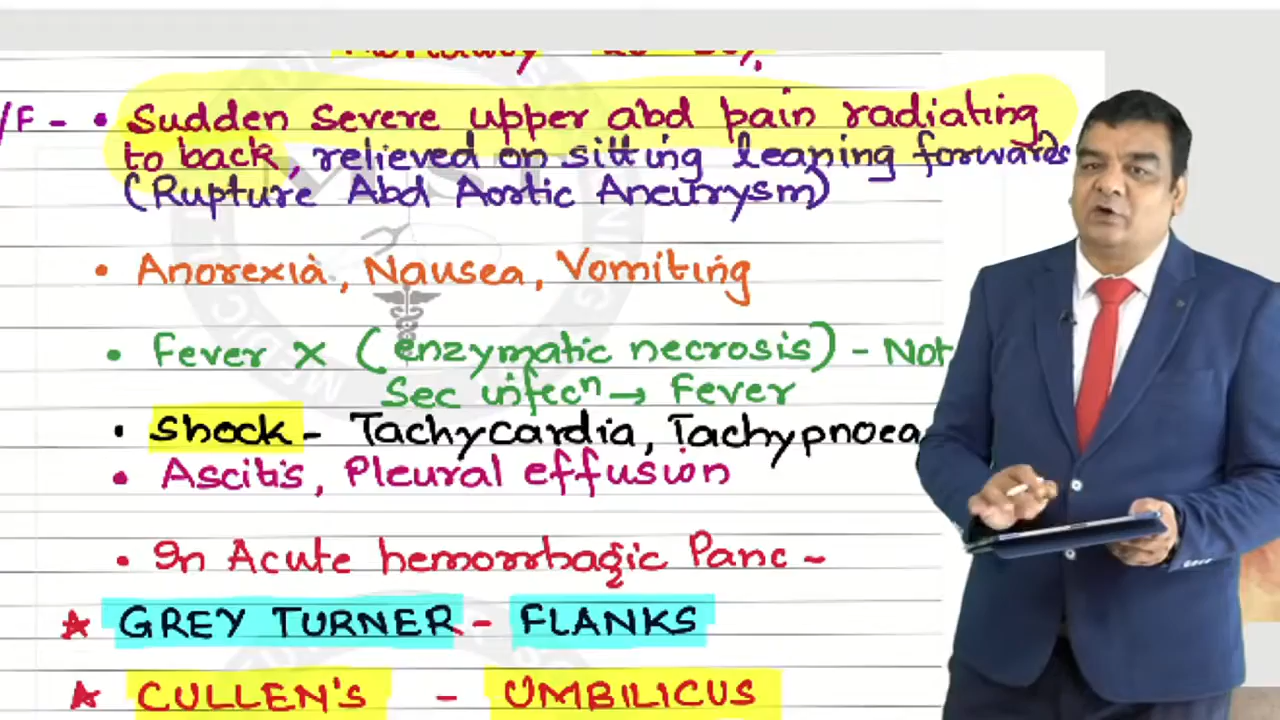 /F - • Sudden Severe upper abd pain radiating
to back, relieved on sitting leaning forwards
(Rupture Abd Aortic Aneurysm)
• Anorexia, Nausea, Vomiting
• Fever × (enzymatic necrosis) - Not
Sec infecⁿ → Fever
• Shock - Tachycardia, Tachypnoea
• Ascitis, Pleural effusion
• In Acute hemorrhagic Panc -
★ GREY TURNER - FLANKS
★ CULLEN'S - UMBILICUS